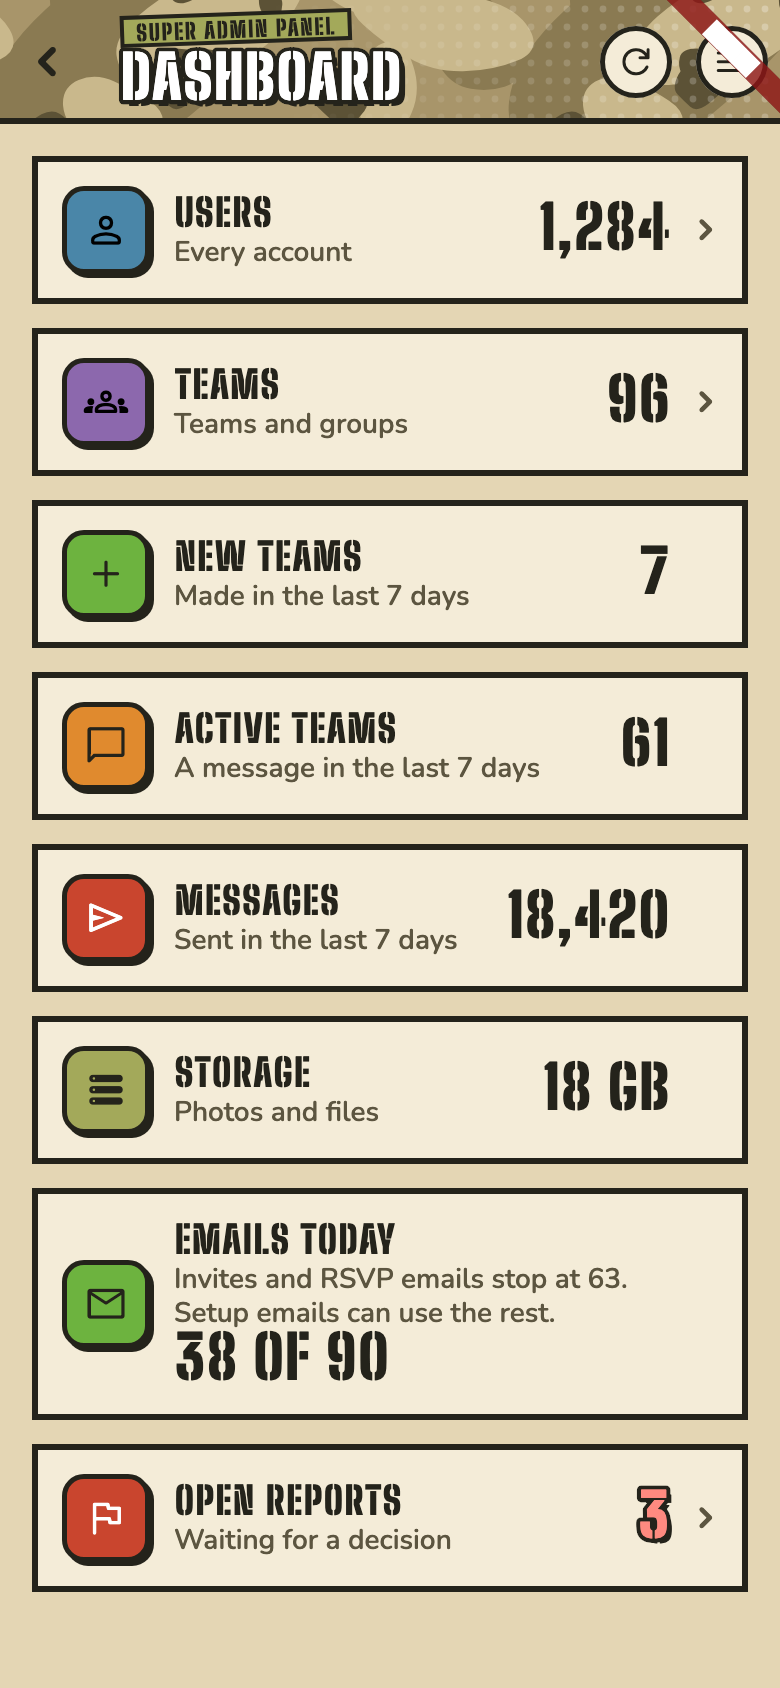 SUPER ADMIN PANEL
DASHBOARD
USERS
Every account
1,284
TEAMS
Teams and groups
96
NEW TEAMS
Made in the last 7 days
7
ACTIVE TEAMS
A message in the last 7 days
61
MESSAGES
Sent in the last 7 days
18,420
STORAGE
Photos and files
18 GB
EMAILS TODAY
Invites and RSVP emails stop at 63.
Setup emails can use the rest.
38 OF 90
OPEN REPORTS
Waiting for a decision
3